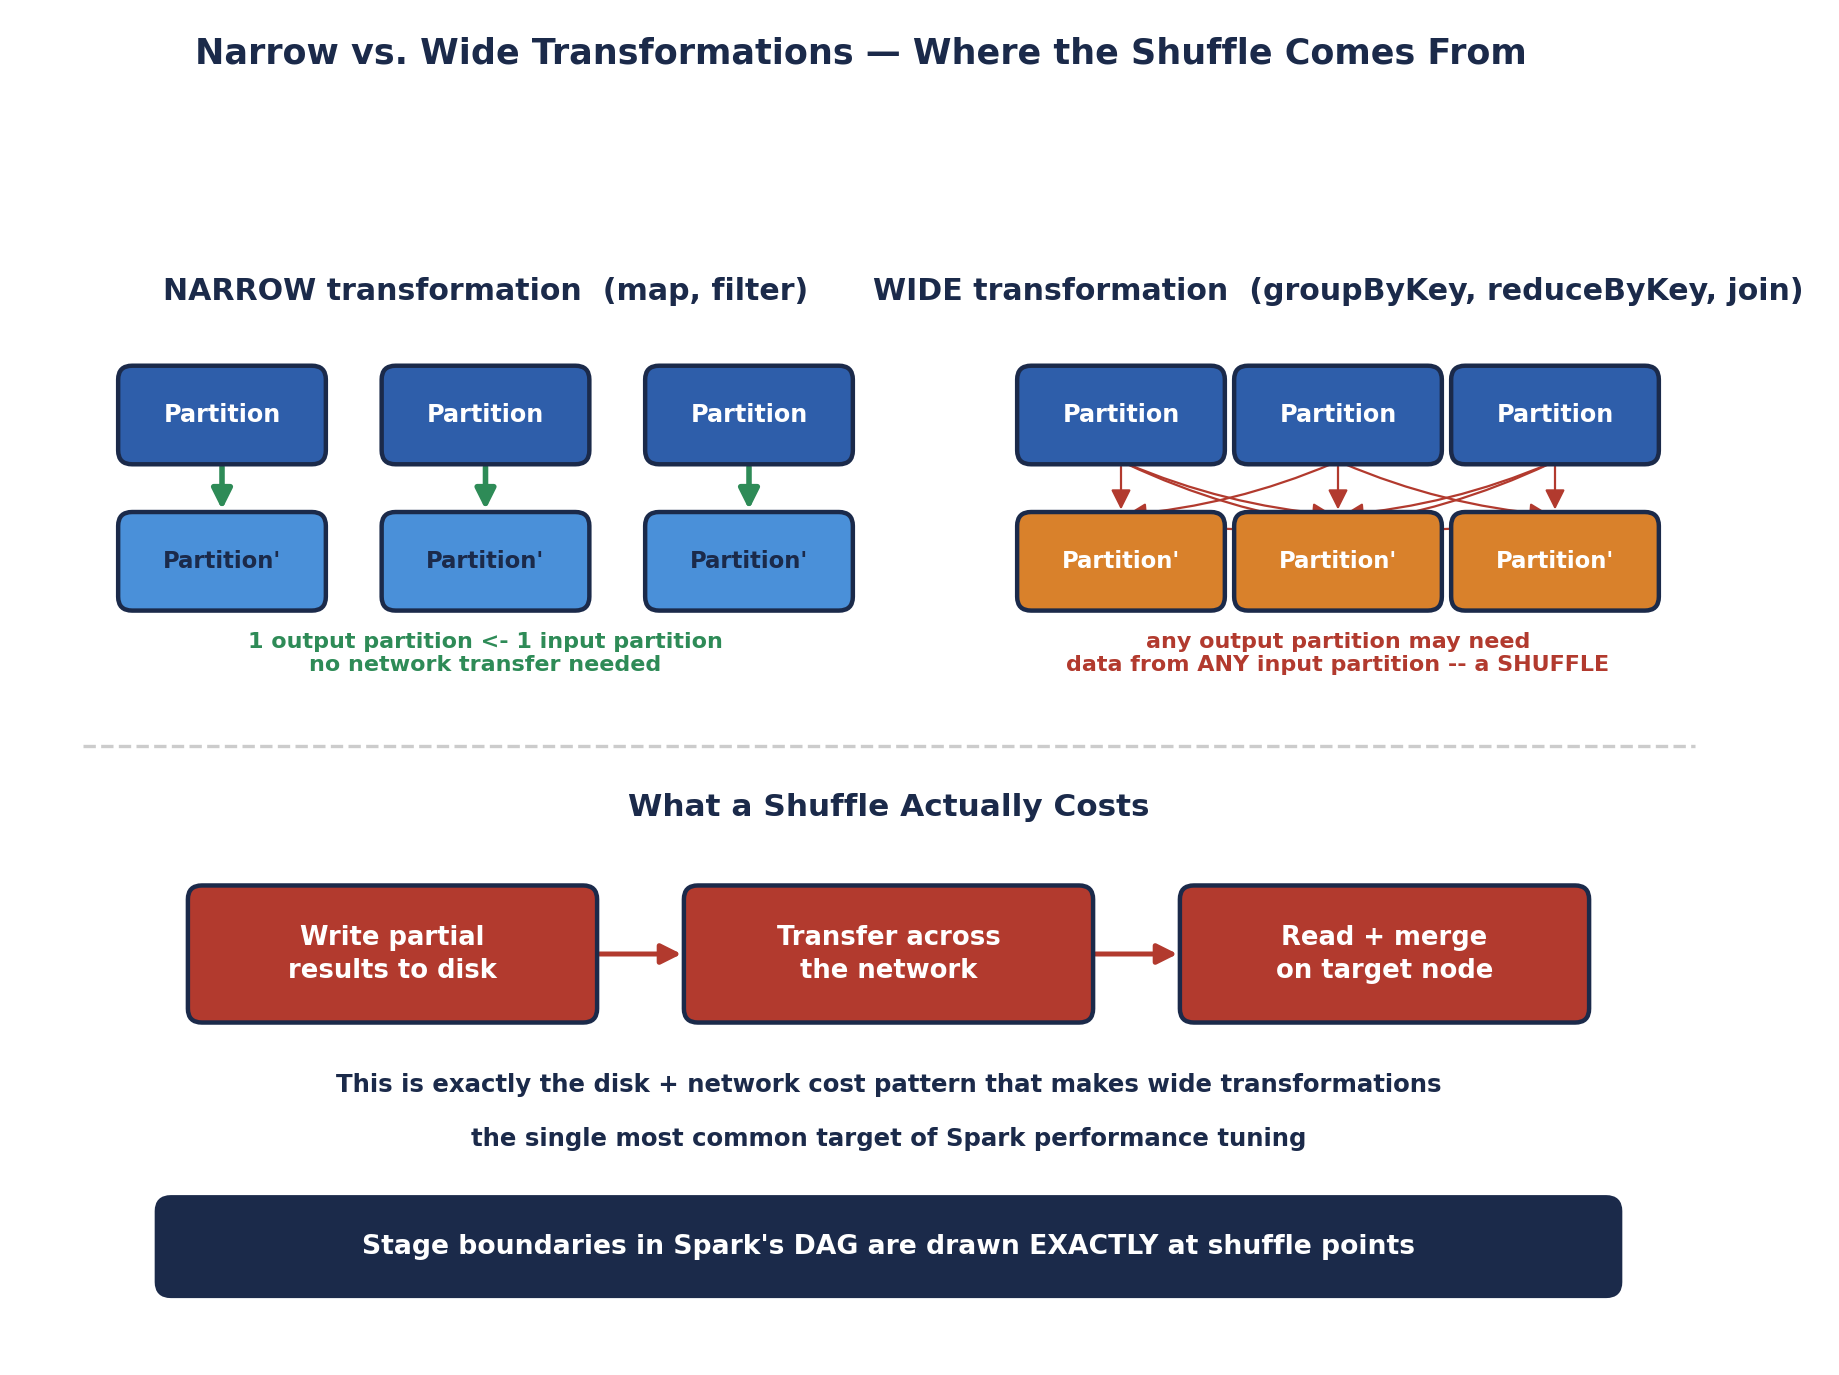 Narrow vs. Wide Transformations — Where the Shuffle Comes From
NARROW transformation  (map, filter)
WIDE transformation  (groupByKey, reduceByKey, join)
Partition
Partition
Partition
Partition
Partition
Partition
Partition'
Partition'
Partition'
Partition'
Partition'
Partition'
1 output partition <- 1 input partition
no network transfer needed
any output partition may need
data from ANY input partition -- a SHUFFLE
What a Shuffle Actually Costs
Write partial
results to disk
Transfer across
the network
Read + merge
on target node
This is exactly the disk + network cost pattern that makes wide transformations
the single most common target of Spark performance tuning
Stage boundaries in Spark's DAG are drawn EXACTLY at shuffle points